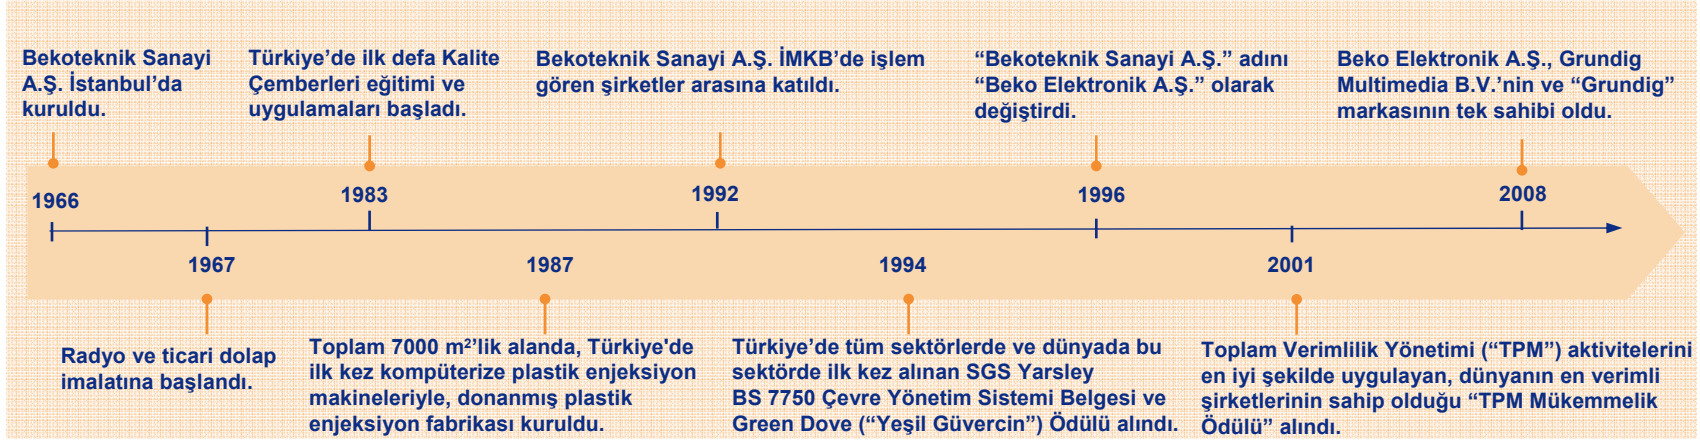 Bekoteknik Sanayi
A.Ş. İstanbul’da
kuruldu.
Türkiye’de ilk defa Kalite
Çemberleri eğitimi ve
uygulamaları başladı.
Bekoteknik Sanayi A.Ş. İMKB’de işlem
gören şirketler arasına katıldı.
“Bekoteknik Sanayi A.Ş.” adını
“Beko Elektronik A.Ş.” olarak
değiştirdi.
Beko Elektronik A.Ş., Grundig
Multimedia B.V.’nin ve “Grundig”
markasının tek sahibi oldu.
1966
1983
1992
1996
2008
1967
1987
1994
2001
Radyo ve ticari dolap
imalatına başlandı.
Toplam 7000 m²’lik alanda, Türkiye'de
ilk kez kompüterize plastik enjeksiyon
makineleriyle, donanmış plastik
enjeksiyon fabrikası kuruldu.
Türkiye’de tüm sektörlerde ve dünyada bu
sektörde ilk kez alınan SGS Yarsley
BS 7750 Çevre Yönetim Sistemi Belgesi ve
Green Dove (“Yeşil Güvercin”) Ödülü alındı.
Toplam Verimlilik Yönetimi (“TPM”) aktivitelerini
en iyi şekilde uygulayan, dünyanın en verimli
şirketlerinin sahip olduğu “TPM Mükemmelik
Ödülü” alındı.